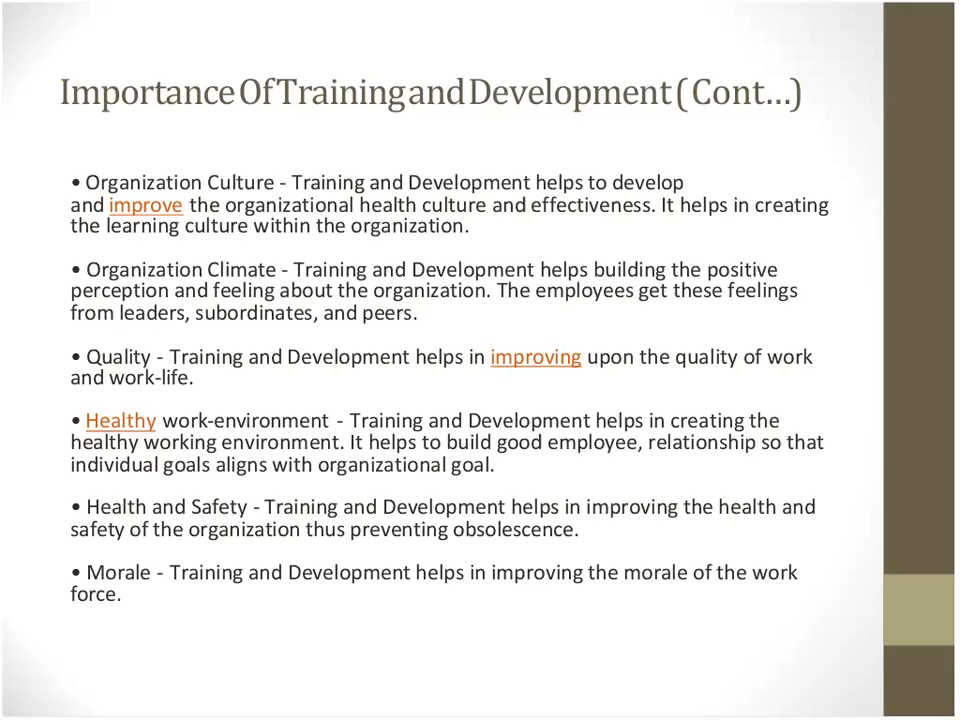 Importance Of Training and Development ( Cont...)
• Organization Culture - Training and Development helps to develop
and improve the organizational health culture and effectiveness. It helps in creating
the learning culture within the organization.
• Organization Climate - Training and Development helps building the positive
perception and feeling about the organization. The employees get these feelings
from leaders, subordinates, and peers.
• Quality - Training and Development helps in improving upon the quality of work
and work-life.
• Healthy work-environment - Training and Development helps in creating the
healthy working environment. It helps to build good employee, relationship so that
individual goals aligns with organizational goal.
• Health and Safety - Training and Development helps in improving the health and
safety of the organization thus preventing obsolescence.
• Morale - Training and Development helps in improving the morale of the work
force.